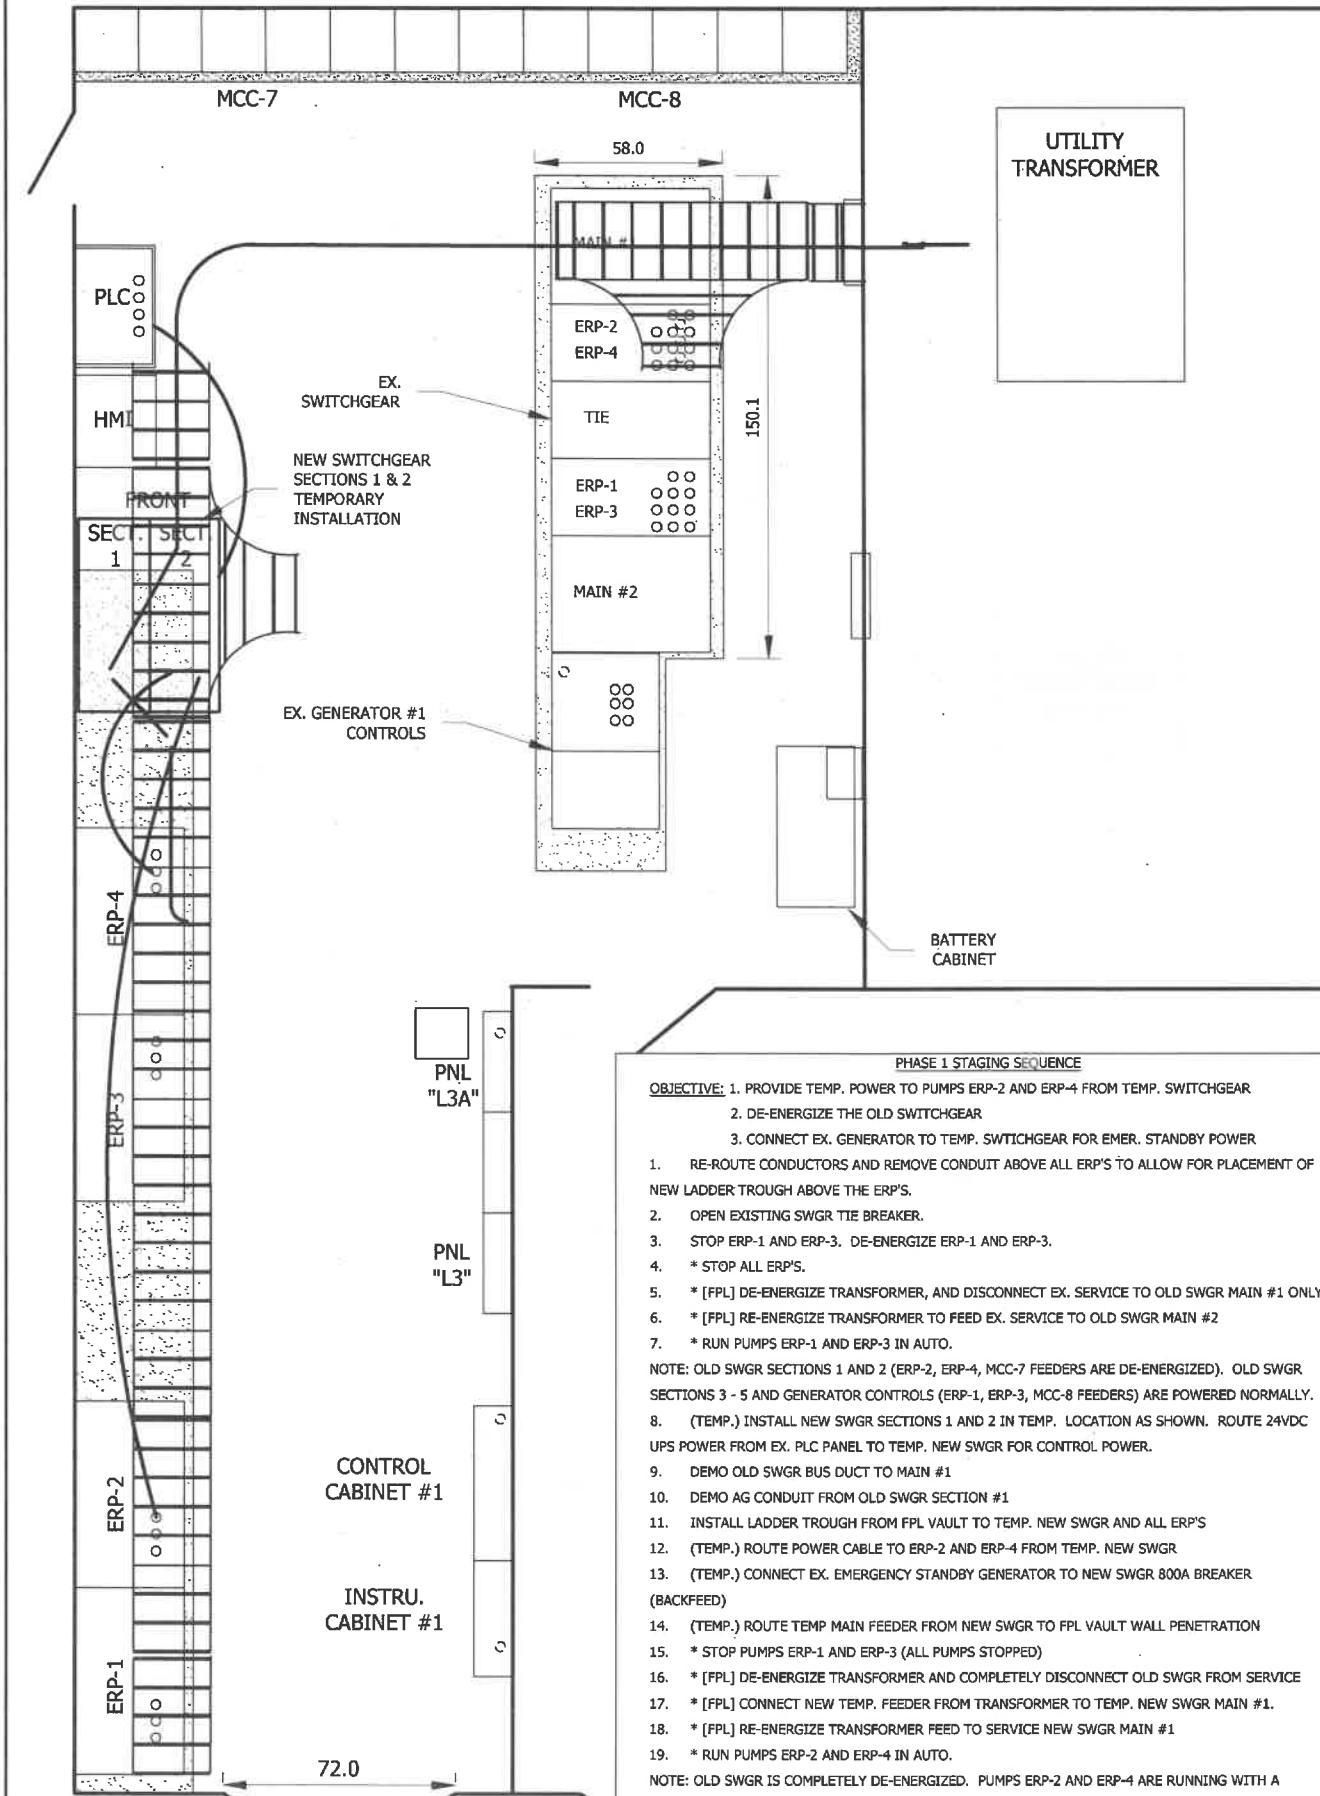 MCC-7
MCC-8
UTILITY
TRANSFORMER
58.0
MAIN #
PLC
ERP-2
ERP-4
EX.
SWITCHGEAR
TIE
150.1
HMI
NEW SWITCHGEAR
SECTIONS 1 & 2
TEMPORARY
INSTALLATION
FRONT
SECT. SECT.
1 2
ERP-1
ERP-3
MAIN #2
EX. GENERATOR #1
CONTROLS
ERP-4
BATTERY
CABINET
PNL
"L3A"
ERP-3
PNL
"L3"
CONTROL
CABINET #1
ERP-2
INSTRU.
CABINET #1
ERP-1
72.0
PHASE 1 STAGING SEQUENCE
OBJECTIVE: 1. PROVIDE TEMP. POWER TO PUMPS ERP-2 AND ERP-4 FROM TEMP. SWITCHGEAR
2. DE-ENERGIZE THE OLD SWITCHGEAR
3. CONNECT EX. GENERATOR TO TEMP. SWTICHGEAR FOR EMER. STANDBY POWER
1. RE-ROUTE CONDUCTORS AND REMOVE CONDUIT ABOVE ALL ERP'S TO ALLOW FOR PLACEMENT OF
NEW LADDER TROUGH ABOVE THE ERP'S.
2. OPEN EXISTING SWGR TIE BREAKER.
3. STOP ERP-1 AND ERP-3. DE-ENERGIZE ERP-1 AND ERP-3.
4. * STOP ALL ERP'S.
5. * [FPL] DE-ENERGIZE TRANSFORMER, AND DISCONNECT EX. SERVICE TO OLD SWGR MAIN #1 ONLY
6. * [FPL] RE-ENERGIZE TRANSFORMER TO FEED EX. SERVICE TO OLD SWGR MAIN #2
7. * RUN PUMPS ERP-1 AND ERP-3 IN AUTO.
NOTE: OLD SWGR SECTIONS 1 AND 2 (ERP-2, ERP-4, MCC-7 FEEDERS ARE DE-ENERGIZED). OLD SWGR
SECTIONS 3 - 5 AND GENERATOR CONTROLS (ERP-1, ERP-3, MCC-8 FEEDERS) ARE POWERED NORMALLY.
8. (TEMP.) INSTALL NEW SWGR SECTIONS 1 AND 2 IN TEMP. LOCATION AS SHOWN. ROUTE 24VDC
UPS POWER FROM EX. PLC PANEL TO TEMP. NEW SWGR FOR CONTROL POWER.
9. DEMO OLD SWGR BUS DUCT TO MAIN #1
10. DEMO AG CONDUIT FROM OLD SWGR SECTION #1
11. INSTALL LADDER TROUGH FROM FPL VAULT TO TEMP. NEW SWGR AND ALL ERP'S
12. (TEMP.) ROUTE POWER CABLE TO ERP-2 AND ERP-4 FROM TEMP. NEW SWGR
13. (TEMP.) CONNECT EX. EMERGENCY STANDBY GENERATOR TO NEW SWGR 800A BREAKER
(BACKFEED)
14. (TEMP.) ROUTE TEMP MAIN FEEDER FROM NEW SWGR TO FPL VAULT WALL PENETRATION
15. * STOP PUMPS ERP-1 AND ERP-3 (ALL PUMPS STOPPED)
16. * [FPL] DE-ENERGIZE TRANSFORMER AND COMPLETELY DISCONNECT OLD SWGR FROM SERVICE
17. * [FPL] CONNECT NEW TEMP. FEEDER FROM TRANSFORMER TO TEMP. NEW SWGR MAIN #1.
18. * [FPL] RE-ENERGIZE TRANSFORMER FEED TO SERVICE NEW SWGR MAIN #1
19. * RUN PUMPS ERP-2 AND ERP-4 IN AUTO.
NOTE: OLD SWGR IS COMPLETELY DE-ENERGIZED. PUMPS ERP-2 AND ERP-4 ARE RUNNING WITH A